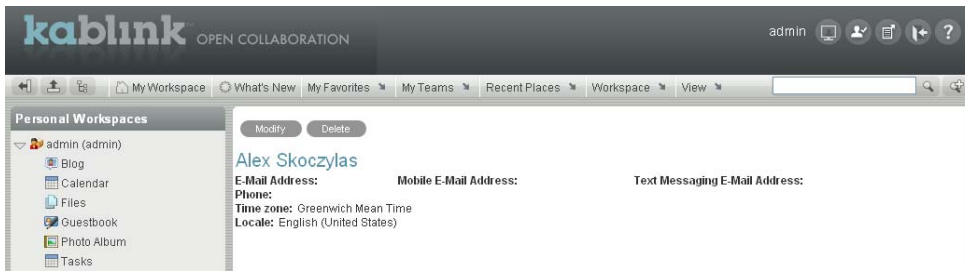 kablink OPEN COLLABORATION
admin
?
My Workspace What's New My Favorites My Teams Recent Places Workspace View
Personal Workspaces
admin (admin)
Blog
Calendar
Files
Guestbook
Photo Album
Tasks
Modify Delete
Alex Skoczylas
E-Mail Address: Mobile E-Mail Address: Text Messaging E-Mail Address:
Phone:
Time zone: Greenwich Mean Time
Locale: English (United States)